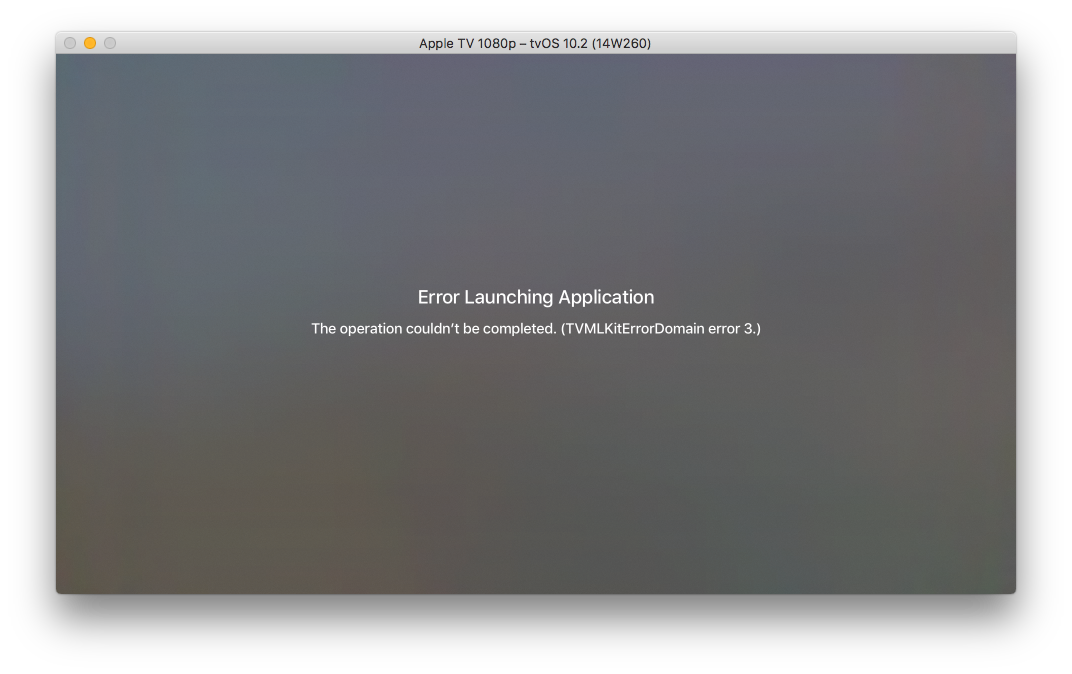 Apple TV 1080p – tvOS 10.2 (14W260)
Error Launching Application
The operation couldn’t be completed. (TVMLKitErrorDomain error 3.)